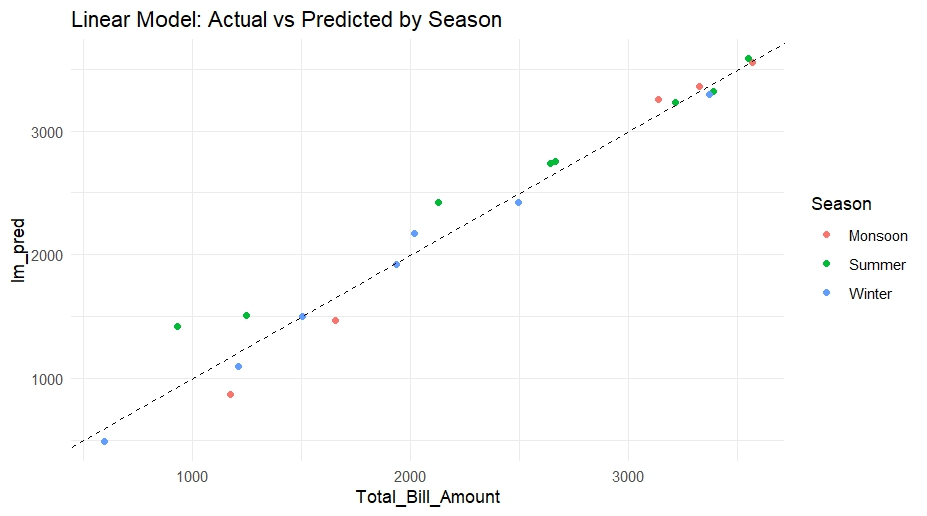 Linear Model: Actual vs Predicted by Season
lm_pred
3000
2000
1000
1000
2000
3000
Total_Bill_Amount
Season
Monsoon
Summer
Winter